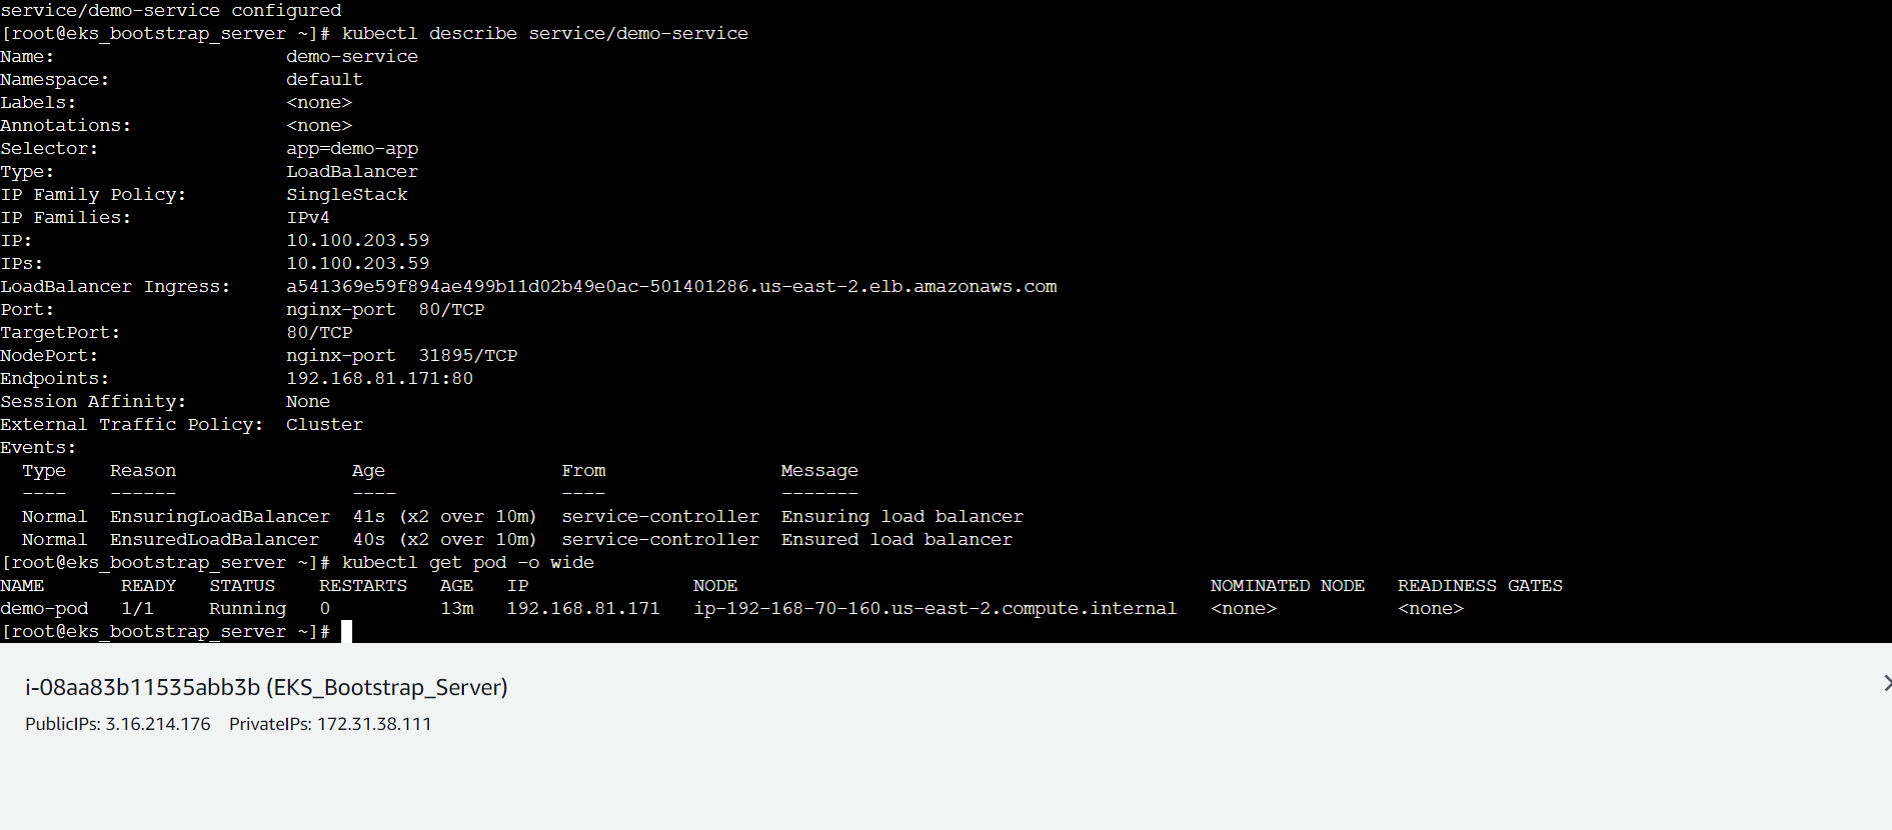 service/demo-service configured
[root@eks_bootstrap_server ~]# kubectl describe service/demo-service
Name:                     demo-service
Namespace:                default
Labels:                   <none>
Annotations:              <none>
Selector:                 app=demo-app
Type:                     LoadBalancer
IP Family Policy:         SingleStack
IP Families:              IPv4
IP:                       10.100.203.59
IPs:                      10.100.203.59
LoadBalancer Ingress:     a541369e59f894ae499b11d02b49e0ac-501401286.us-east-2.elb.amazonaws.com
Port:                     nginx-port  80/TCP
TargetPort:               80/TCP
NodePort:                 nginx-port  31895/TCP
Endpoints:                192.168.81.171:80
Session Affinity:         None
External Traffic Policy:  Cluster
Events:
  Type    Reason                Age                From                Message
  ----    ------                ----               ----                -------
  Normal  EnsuringLoadBalancer  41s (x2 over 10m)  service-controller  Ensuring load balancer
  Normal  EnsuredLoadBalancer   40s (x2 over 10m)  service-controller  Ensured load balancer
[root@eks_bootstrap_server ~]# kubectl get pod -o wide
NAME       READY   STATUS    RESTARTS   AGE   IP               NODE                                           NOMINATED NODE   READINESS GATES
demo-pod   1/1     Running   0          13m   192.168.81.171   ip-192-168-70-160.us-east-2.compute.internal   <none>           <none>
[root@eks_bootstrap_server ~]#
i-08aa83b11535abb3b (EKS_Bootstrap_Server)
PublicIPs: 3.16.214.176    PrivateIPs: 172.31.38.111